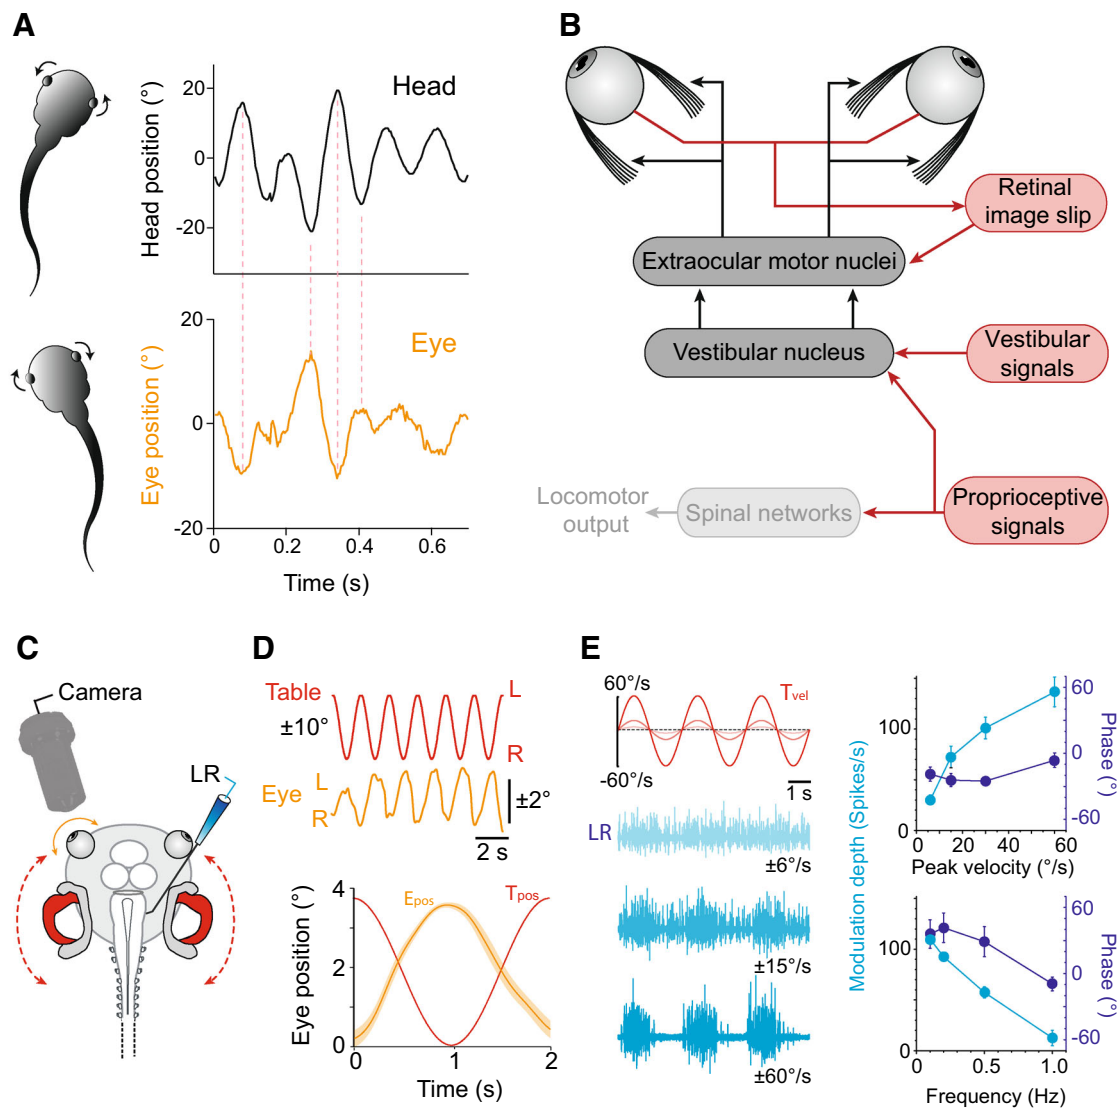 A
Head
Head position (°)
20
0
-20
Eye
Eye position (°)
20
0
-20
0
0.2
0.4
0.6
Time (s)
B
Retinal
image slip
Extraocular motor nuclei
Vestibular nucleus
Vestibular
signals
Locomotor
output
Spinal networks
Proprioceptive
signals
C
Camera
LR
D
Table
±10°
L
R
Eye
L
R
±2°
2 s
Eye position (°)
4
2
0
Epos
Tpos
0
1
2
Time (s)
E
60°/s
-60°/s
Tvel
1 s
LR
±6°/s
±15°/s
±60°/s
Modulation depth (Spikes/s)
100
0
60
0
-60
Phase (°)
0
20
40
60
Peak velocity (°/s)
100
0
60
0
-60
Phase (°)
0
0.5
1.0
Frequency (Hz)